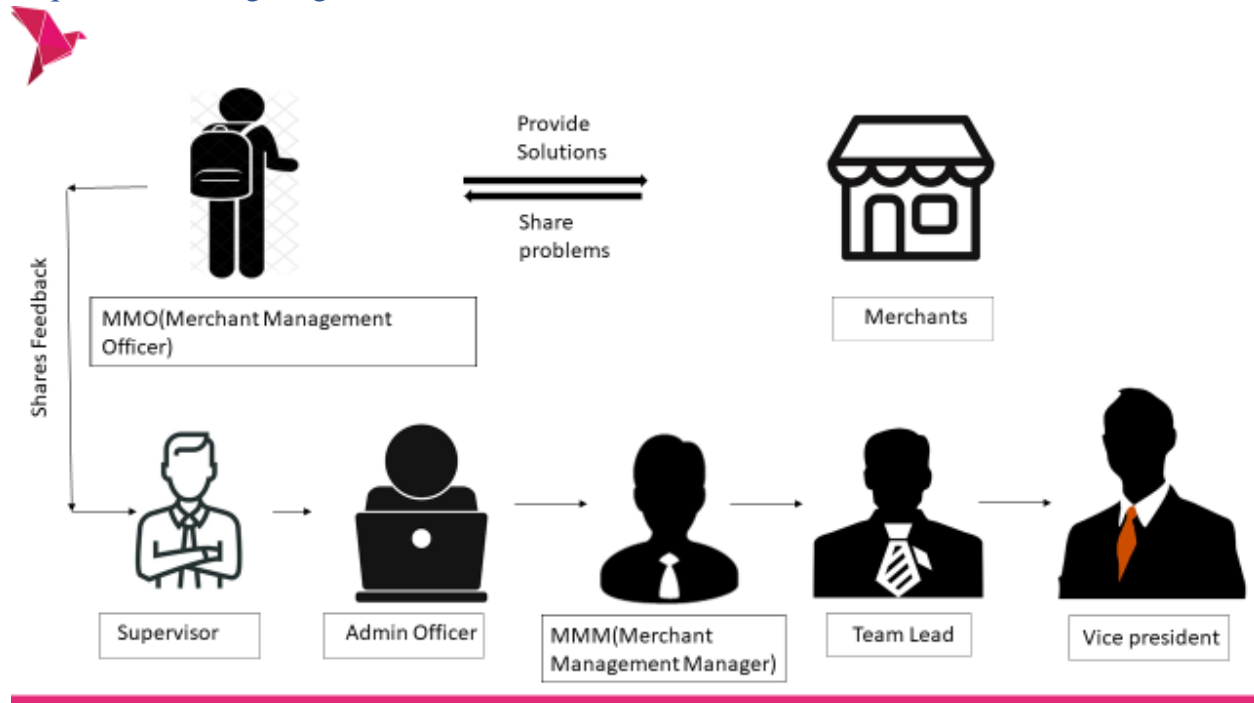 Provide
Solutions
Share
problems
MMO(Merchant Management
Officer)
Merchants
Shares Feedback
Supervisor
Admin Officer
MMM(Merchant
Management Manager)
Team Lead
Vice president